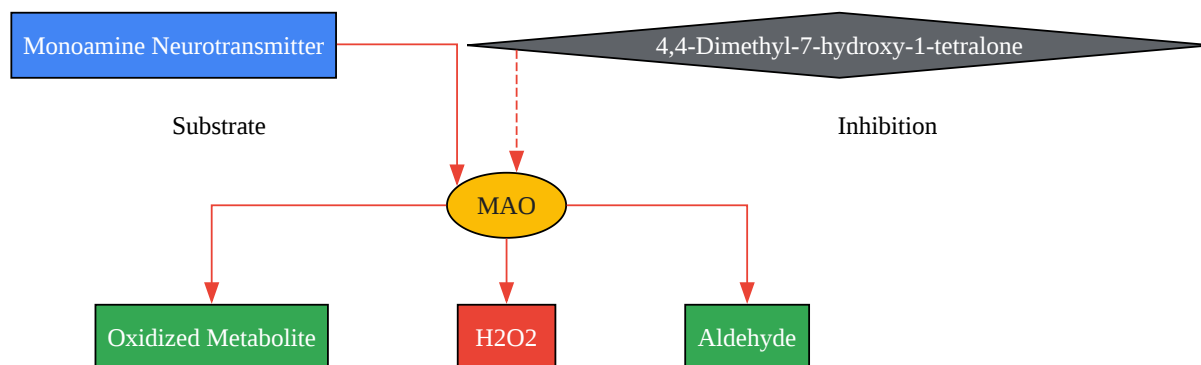 Monoamine Neurotransmitter
4,4-Dimethyl-7-hydroxy-1-tetralone
Substrate
Inhibition
MAO
Oxidized Metabolite
H2O2
Aldehyde